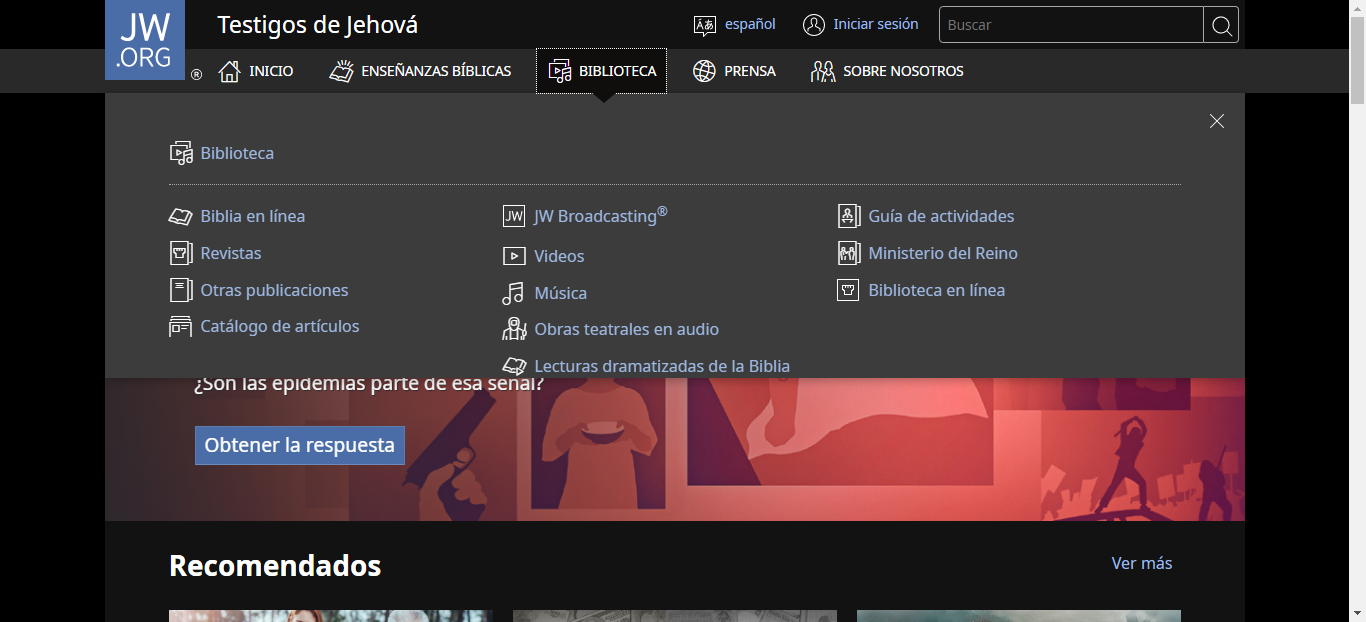 JW
.ORG
®
Testigos de Jehová
español
Iniciar sesión
Buscar
INICIO
ENSEÑANZAS BÍBLICAS
BIBLIOTECA
PRENSA
SOBRE NOSOTROS
Biblioteca
Biblia en línea
Revistas
Otras publicaciones
Catálogo de artículos
JW
JW Broadcasting®
Videos
Música
Obras teatrales en audio
Lecturas dramatizadas de la Biblia
Guía de actividades
Ministerio del Reino
Biblioteca en línea
¿Son las epidemias parte de esa señal?
Obtener la respuesta
Recomendados
Ver más